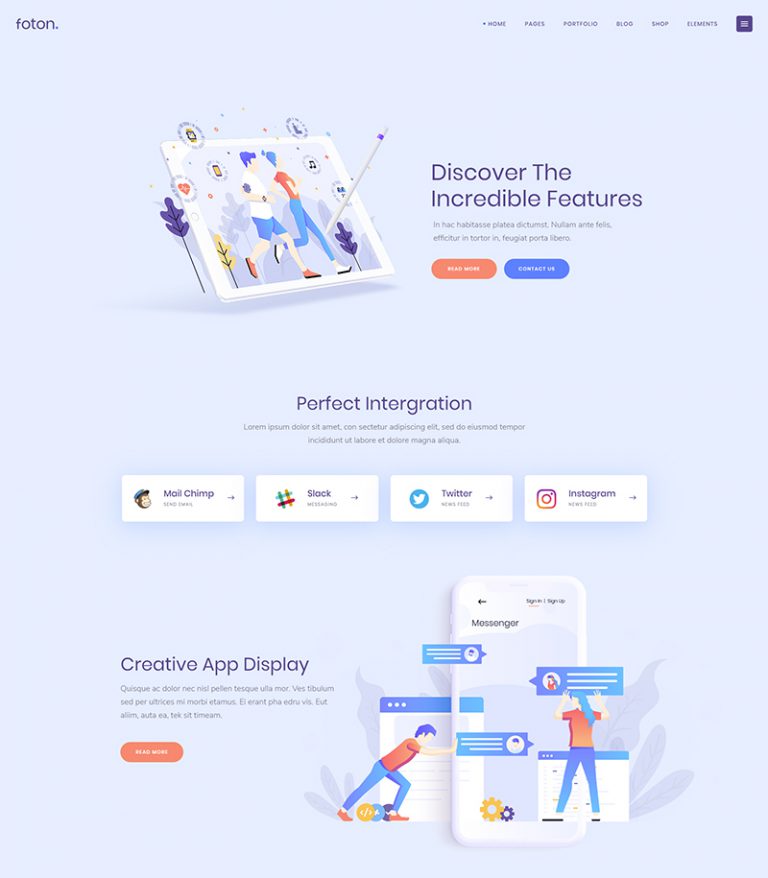 foton.
HOME PAGES PORTFOLIO BLOG SHOP ELEMENTS
Discover The
Incredible Features
In hac habitasse platea dictumst. Nullam ante felis,
efficitur in tortor in, feugiat porta libero.
READ MORE CONTACT US
Perfect Intergration
Lorem ipsum dolor sit amet, con sectetur adipiscing elit, sed do eiusmod tempor
incididunt ut labore et dolore magna aliqua.
Mail Chimp
SEND EMAIL
Slack
MESSAGING
Twitter
NEWS FEED
Instagram
NEWS FEED
Sign In | Sign Up
Messenger
Creative App Display
Quisque ac dolor nec nisl pellen tesque ulla mor. Ves tibulum
sed per ultrices mi morbi etamus. Ei erant pha edru vis. Eut
aliim, auta ea, tek sit timeam.
READ MORE